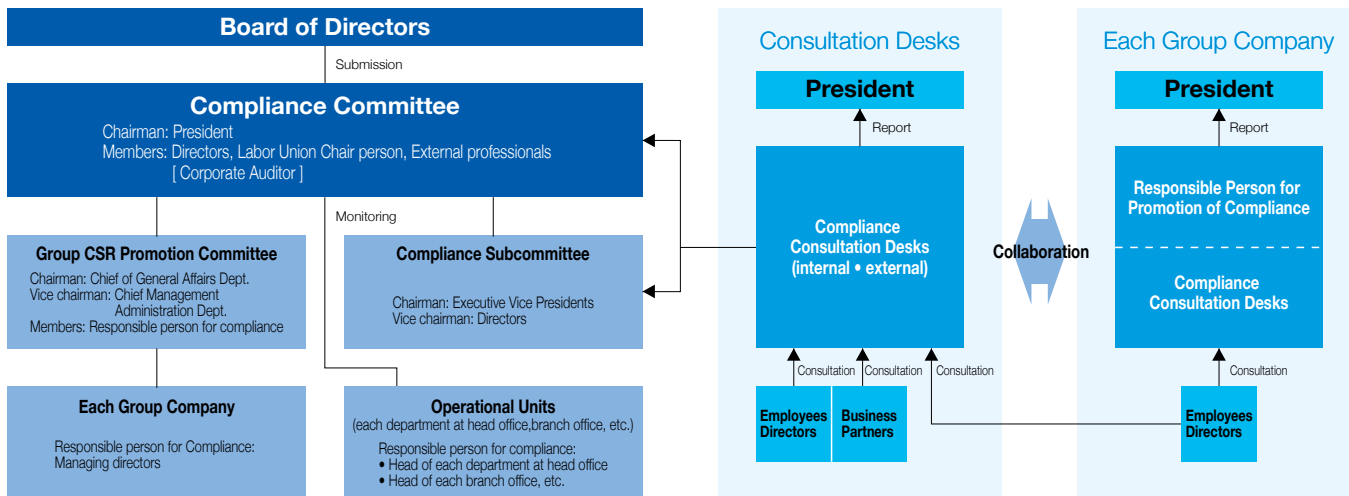 Board of Directors
Submission
Compliance Committee
Chairman: President
Members: Directors, Labor Union Chair person, External professionals
[ Corporate Auditor ]
Monitoring
Group CSR Promotion Committee
Chairman: Chief of General Affairs Dept.
Vice chairman: Chief Management
Administration Dept.
Members: Responsible person for compliance
Compliance Subcommittee
Chairman: Executive Vice Presidents
Vice chairman: Directors
Each Group Company
Responsible person for Compliance:
Managing directors
Operational Units
(each department at head office,branch office, etc.)
Responsible person for compliance:
• Head of each department at head office
• Head of each branch office, etc.
Consultation Desks
President
Report
Compliance
Consultation Desks
(internal • external)
Consultation
Consultation
Consultation
Employees
Directors
Business
Partners
Collaboration
Each Group Company
President
Report
Responsible Person for
Promotion of Compliance
Compliance
Consultation Desks
Consultation
Employees
Directors